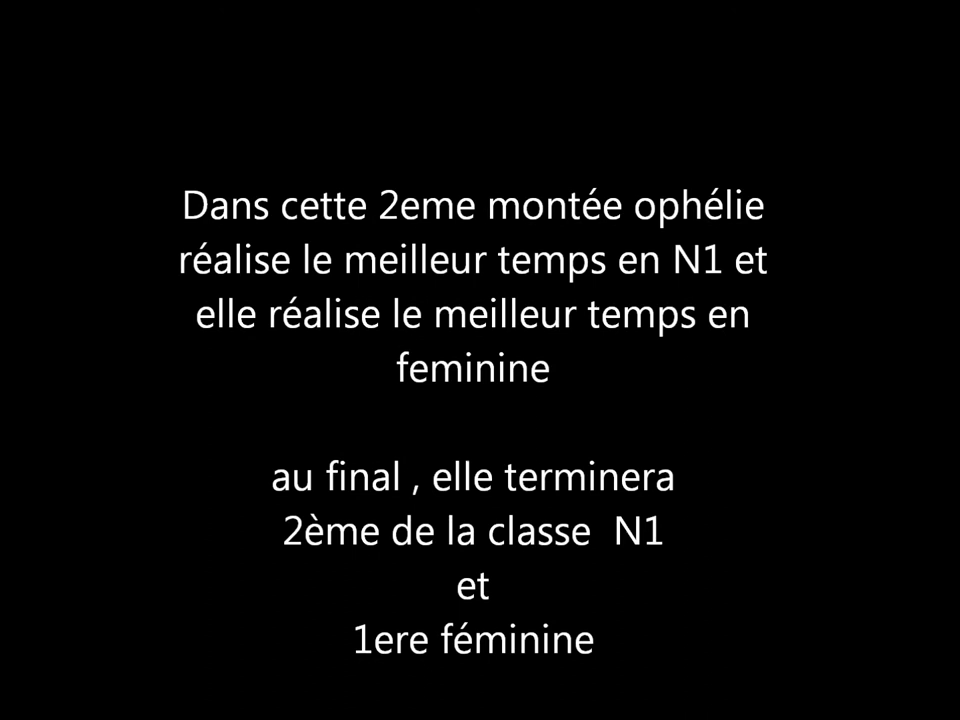 Dans cette 2eme montée ophélie
réalise le meilleur temps en N1 et
elle réalise le meilleur temps en
feminine
au final , elle terminera
2ème de la classe  N1
et
1ere féminine